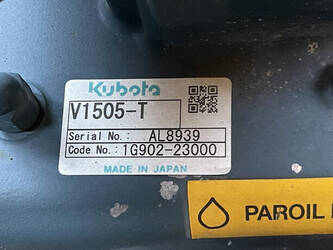 Kubota
V1505-T
Serial No.: AL8939
Code No.: 1G902-23000
MADE IN JAPAN
PAROIL